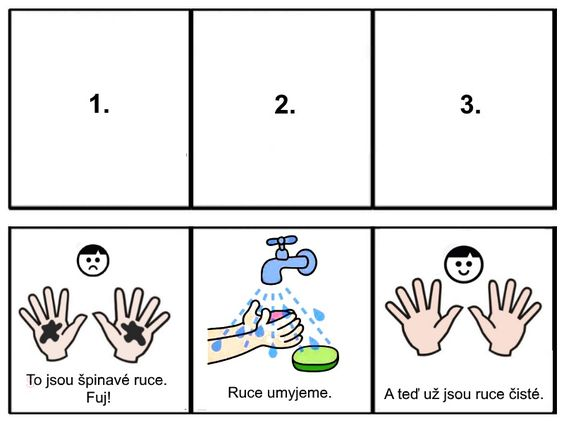 1.
2.
3.
To jsou špinavé ruce.
Fuj!
Ruce umyjeme.
A teď už jsou ruce čisté.